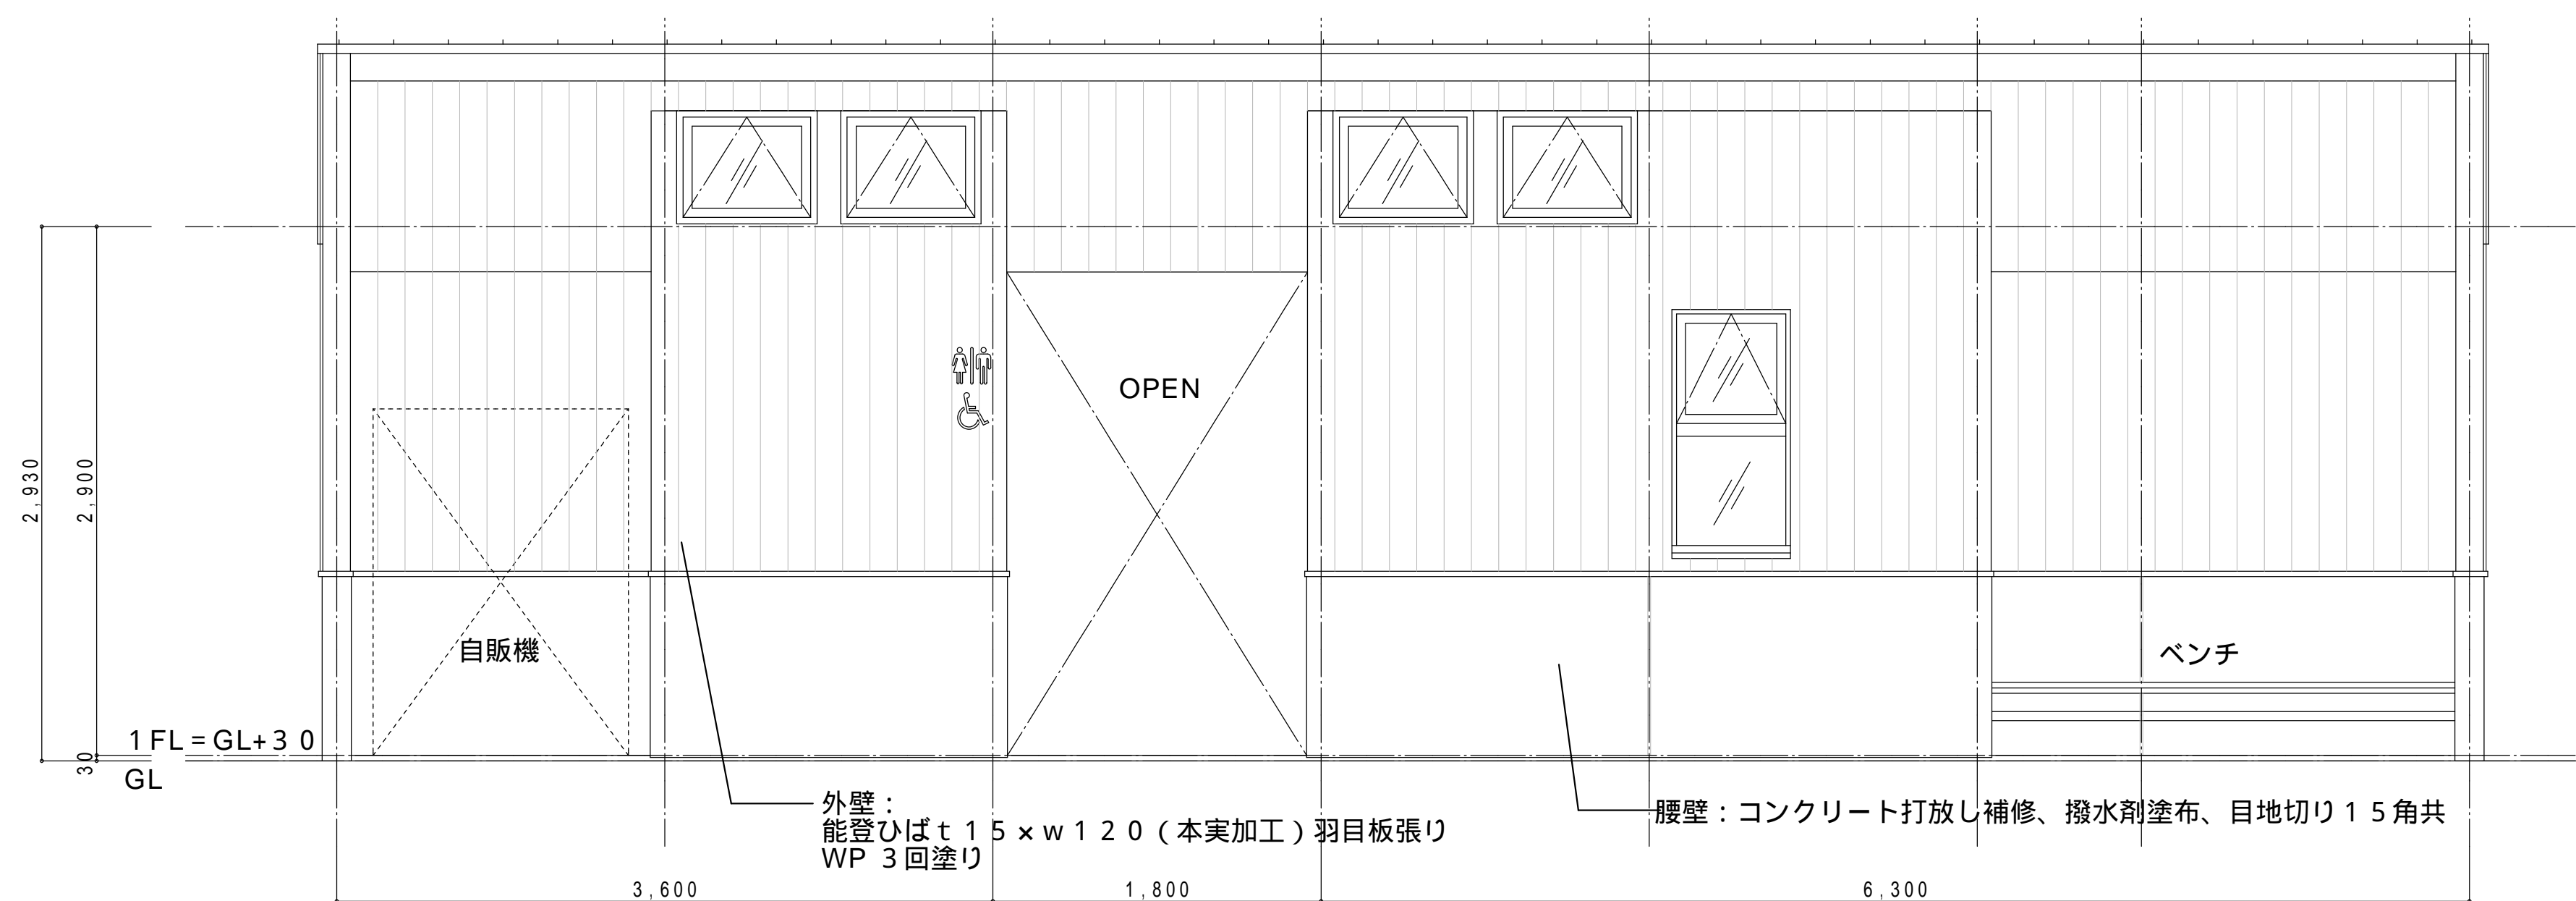 OPEN
自販機
ベンチ
2,930
2,900
30
1FL=GL+30
GL
外壁：
能登ひばｔ１５×ｗ１２０（本実加工）羽目板張り
WP ３回塗り
腰壁：コンクリート打放し補修、撥水剤塗布、目地切り１５角共
3,600
1,800
6,300